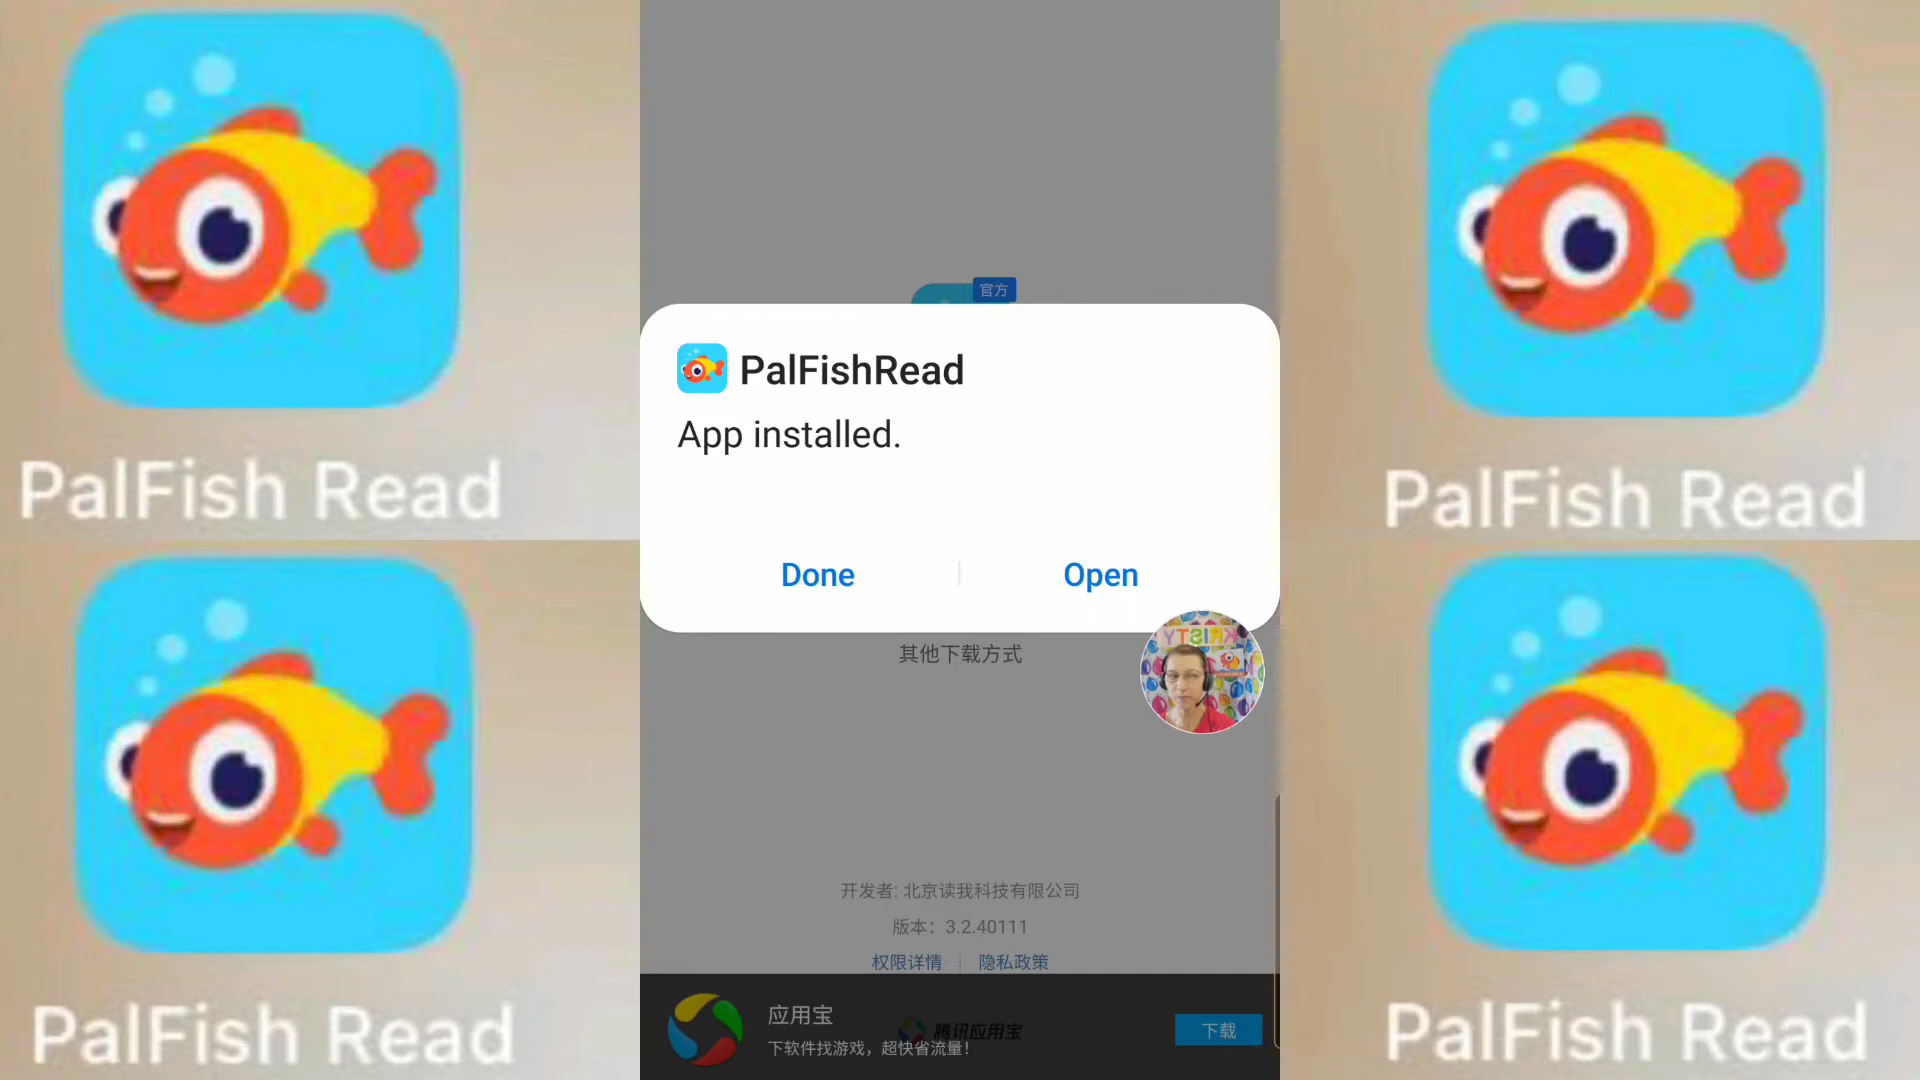 PalFish Read
PalFish Read
官方
PalFishRead
App installed.
Done
Open
KRISTY
其他下载方式
开发者: 北京读我科技有限公司
版本: 3.2.40111
权限详情
隐私政策
应用宝
腾讯应用宝
下软件找游戏，超快省流量!
下载
PalFish Read
PalFish Read